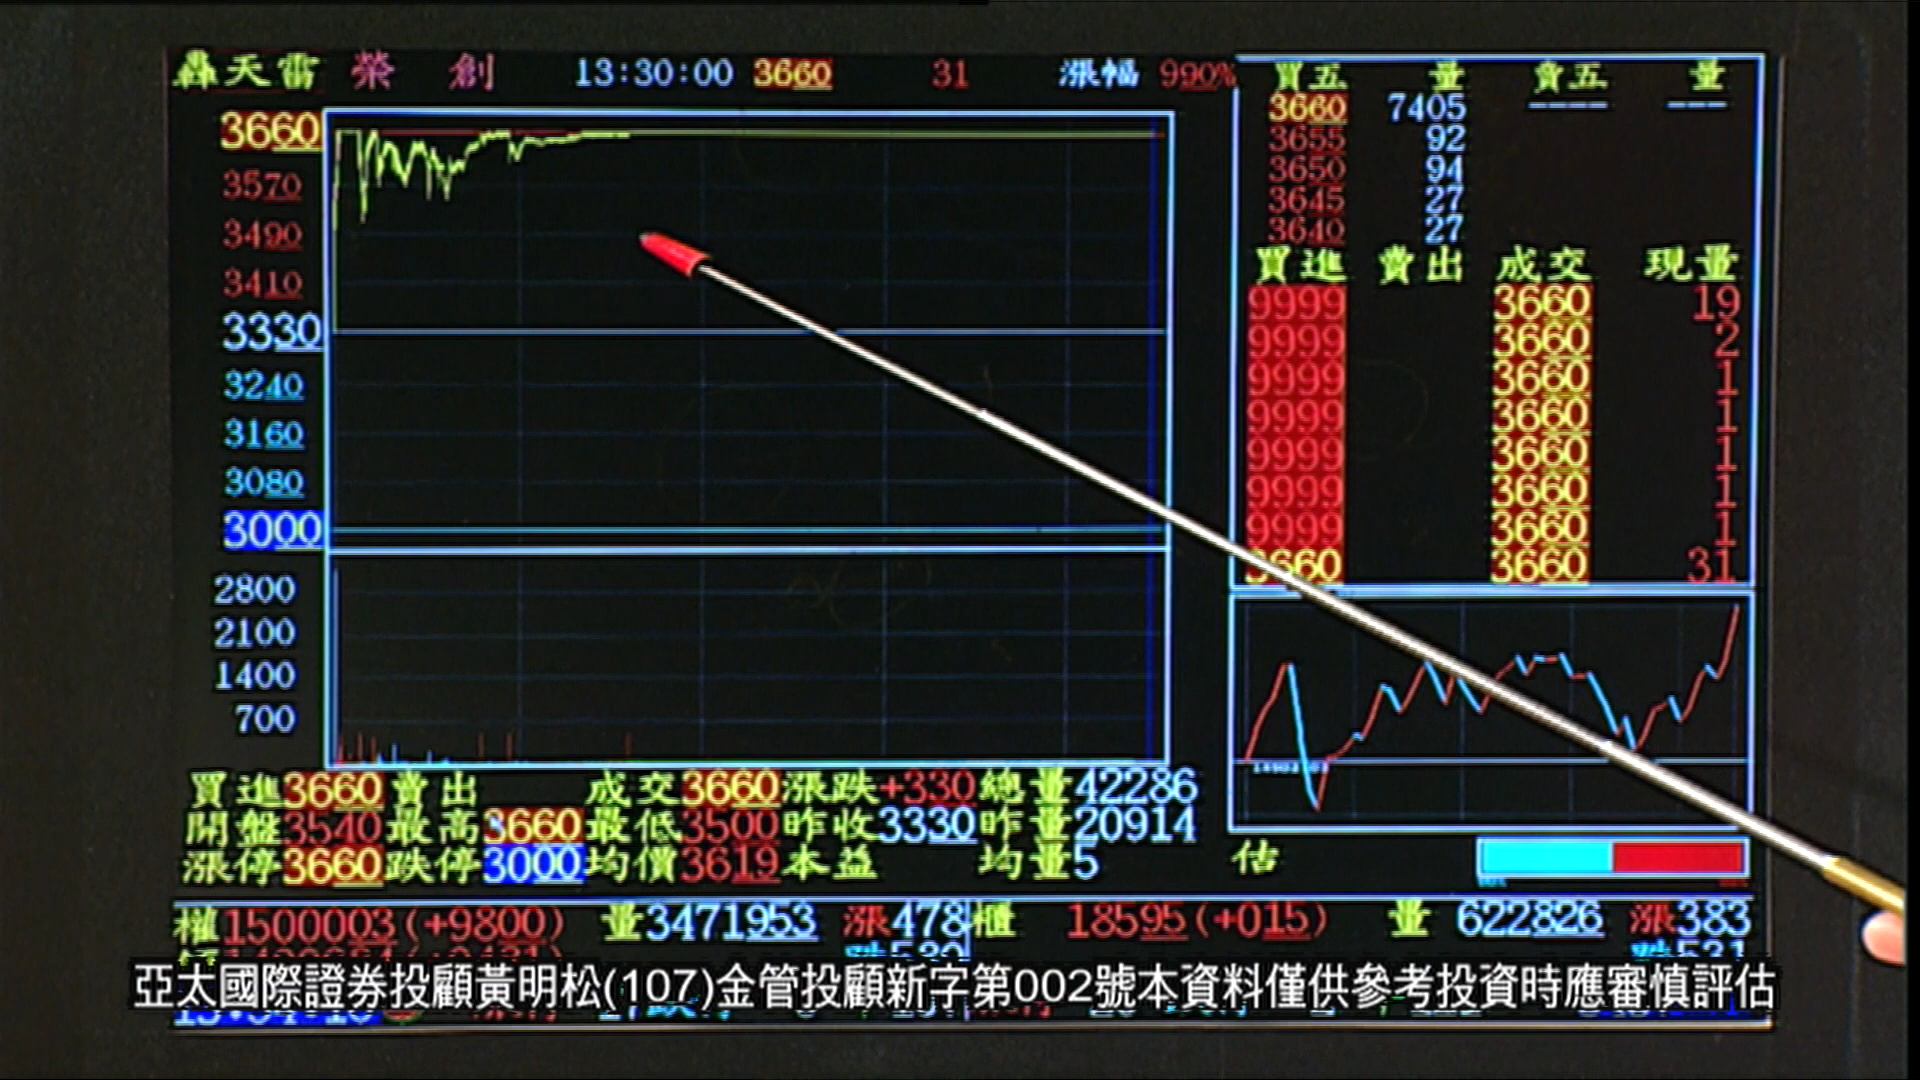 轟天雷 榮創 13:30:00 3660 31 漲幅 990%
3660
3570
3490
3410
3330
3240
3160
3080
3000
2800
2100
1400
700
買五 量 賣五 量
3660 7405 ---- ---
3655 92
3650 94
3645 27
3640 27
買進 賣出 成交 現量
9999 3660 19
9999 3660 2
9999 3660 1
9999 3660 1
9999 3660 1
9999 3660 1
9999 3660 1
3660 3660 31
買進3660賣出 成交3660漲跌+330總量42286
開盤3540最高3660最低3500昨收3330昨量20914
漲停3660跌停3000均價3619本益 均量5
估
權1500003(+9800) 量3471953 漲478櫃 18595(+015) 量 622826 漲383
亞太國際證券投顧黃明松(107)金管投顧新字第002號本資料僅供參考投資時應審慎評估